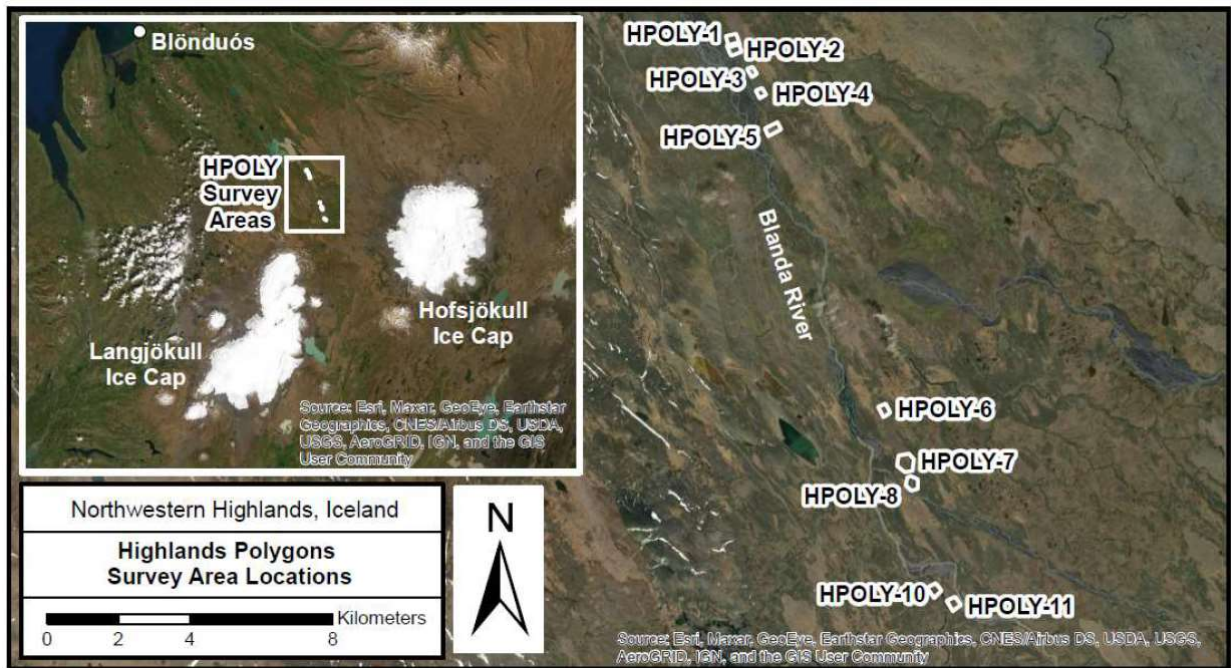 Blönduós
HPOLY
Survey
Areas
Hofsjökull
Ice Cap
Langjökull
Ice Cap
Source: Esri, Maxar, GeoEye, Earthstar
Geographics, CNES/Airbus DS, USDA,
USGS, AeroGRID, IGN, and the GIS
User Community
Northwestern Highlands, Iceland
Highlands Polygons
Survey Area Locations
Kilometers
0 2 4 8
N
HPOLY-1
HPOLY-2
HPOLY-3
HPOLY-4
HPOLY-5
Blanda River
HPOLY-6
HPOLY-7
HPOLY-8
HPOLY-10
HPOLY-11
Source: Esri, Maxar, GeoEye, Earthstar Geographics, CNES/Airbus DS, USDA, USGS,
AeroGRID, IGN, and the GIS User Community